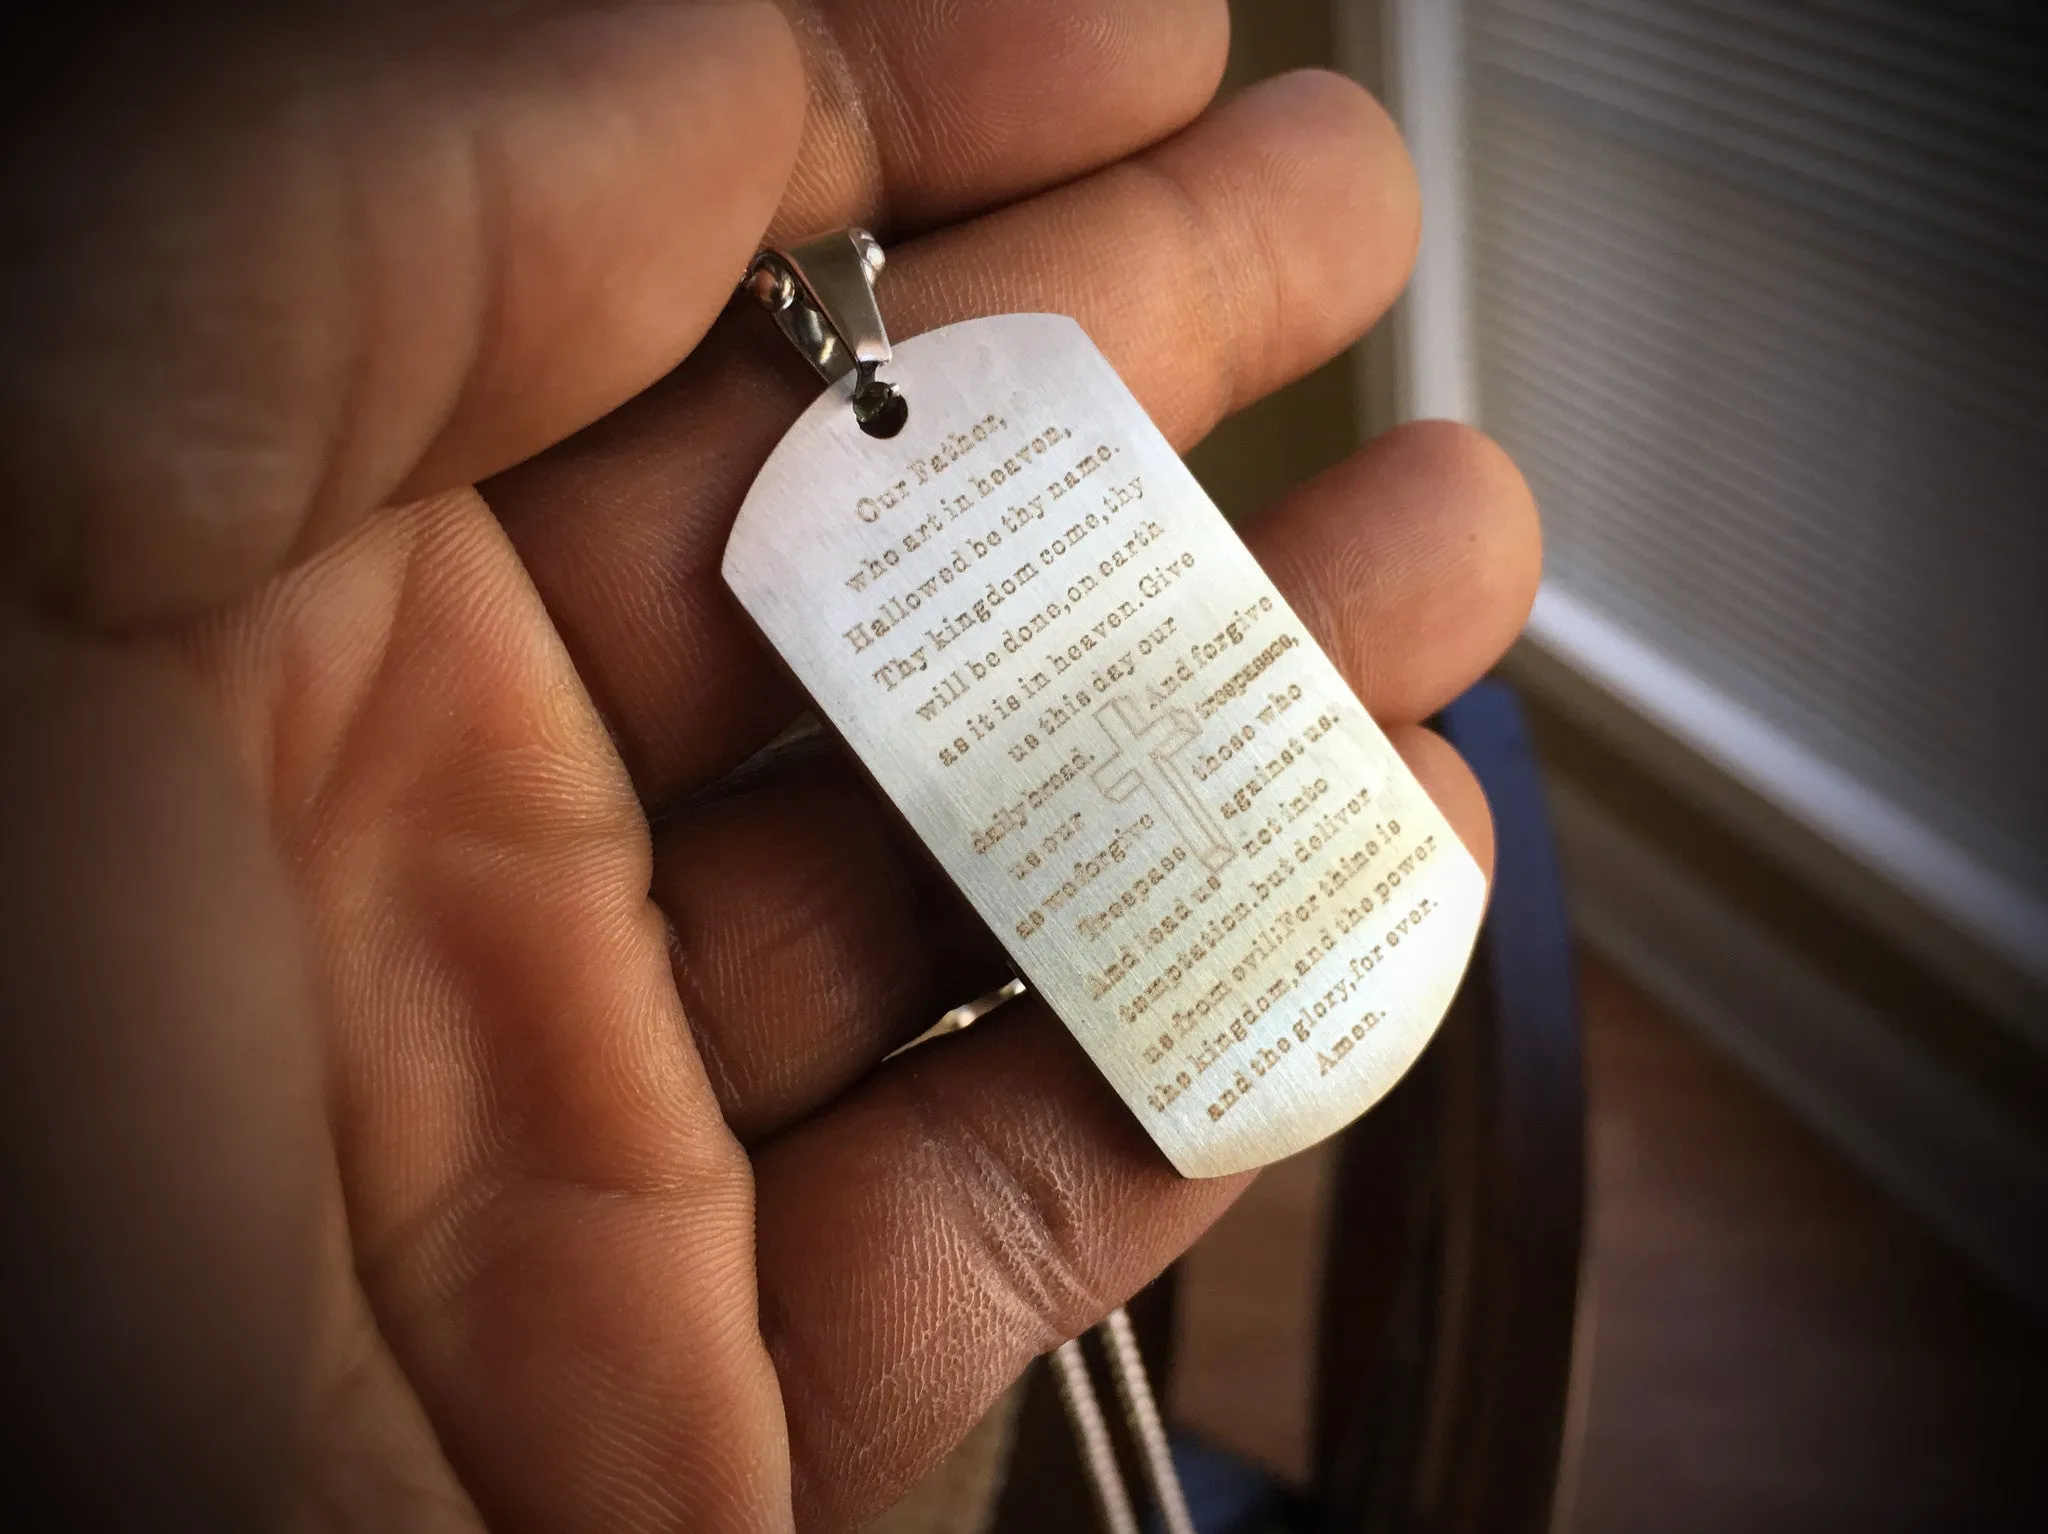 Our Father,
who art in heaven,
Hallowed be thy name.
Thy kingdom come, thy
will be done, on earth
as it is in heaven. Give
us this day our
daily bread. And forgive
us our trespasses,
as we forgive those who
Trespass against us.
And lead us not into
temptation, but deliver
us from evil; For thine is
the kingdom, and the power
and the glory, for ever.
Amen.